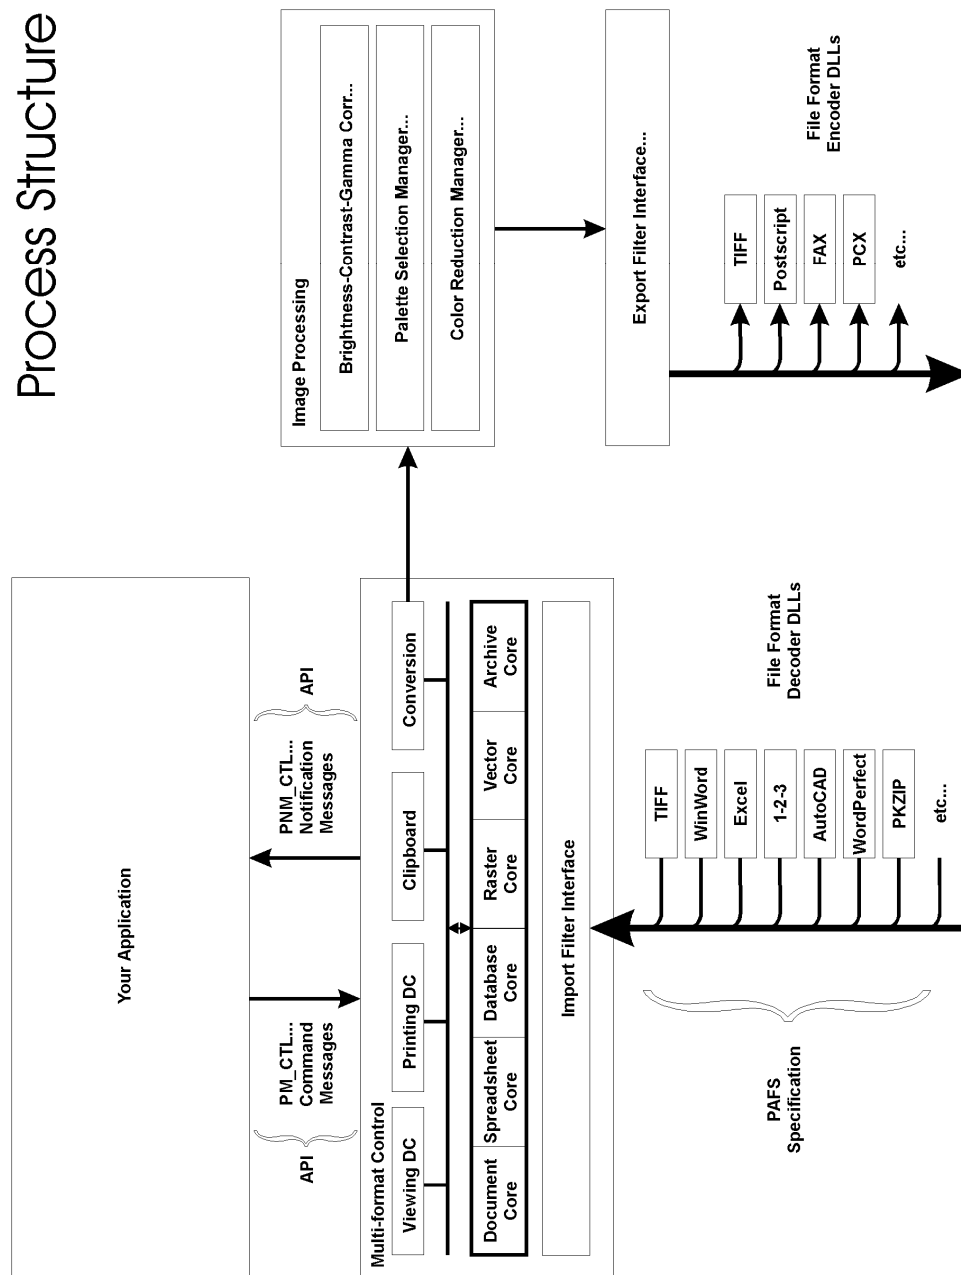 Process Structure
Your Application
API
PM_CTL...
Command
Messages
PNM_CTL...
Notification
Messages
API
Multi-format Control
Viewing DC
Printing DC
Clipboard
Conversion
Document
Core
Spreadsheet
Core
Database
Core
Raster
Core
Vector
Core
Archive
Core
Import Filter Interface
PAFS
Specification
TIFF
WinWord
Excel
1-2-3
AutoCAD
WordPerfect
PKZIP
etc...
File Format
Decoder DLLs
Image Processing
Brightness-Contrast-Gamma Corr...
Palette Selection Manager...
Color Reduction Manager...
Export Filter Interface...
TIFF
Postscript
FAX
PCX
etc...
File Format
Encoder DLLs